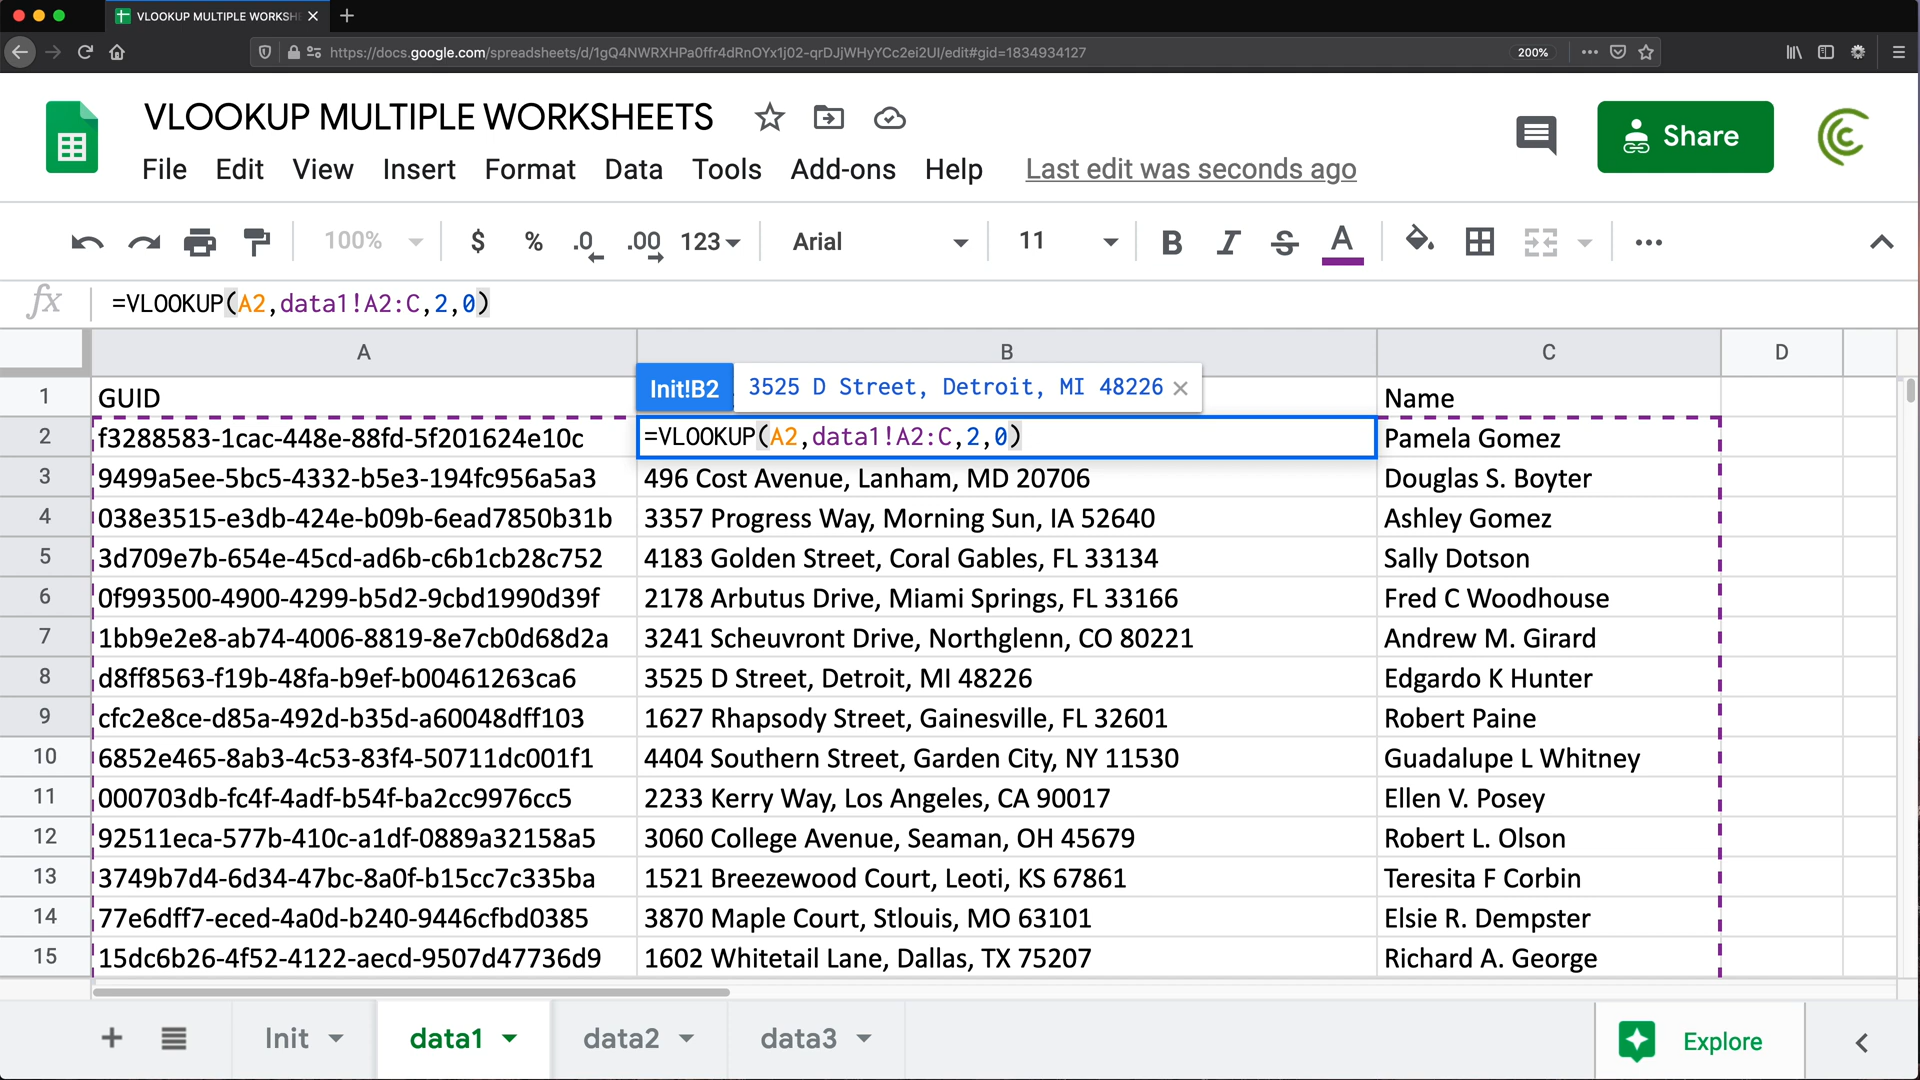 VLOOKUP MULTIPLE WORKSHE
https://docs.google.com/spreadsheets/d/1gQ4NWRXHPa0ffr4dRnOYx1j02-qrDJjWHyYCc2ei2UI/edit#gid=1834934127
200%
VLOOKUP MULTIPLE WORKSHEETS
Share
File Edit View Insert Format Data Tools Add-ons Help Last edit was seconds ago
100% $ % .0 .00 123 Arial 11 B I S A
fx =VLOOKUP(A2,data1!A2:C,2,0)
A B C D
Init!B2 3525 D Street, Detroit, MI 48226
1 GUID Name
2 f3288583-1cac-448e-88fd-5f201624e10c =VLOOKUP(A2,data1!A2:C,2,0) Pamela Gomez
3 9499a5ee-5bc5-4332-b5e3-194fc956a5a3 496 Cost Avenue, Lanham, MD 20706 Douglas S. Boyter
4 038e3515-e3db-424e-b09b-6ead7850b31b 3357 Progress Way, Morning Sun, IA 52640 Ashley Gomez
5 3d709e7b-654e-45cd-ad6b-c6b1cb28c752 4183 Golden Street, Coral Gables, FL 33134 Sally Dotson
6 0f993500-4900-4299-b5d2-9cbd1990d39f 2178 Arbutus Drive, Miami Springs, FL 33166 Fred C Woodhouse
7 1bb9e2e8-ab74-4006-8819-8e7cb0d68d2a 3241 Scheuvront Drive, Northglenn, CO 80221 Andrew M. Girard
8 d8ff8563-f19b-48fa-b9ef-b00461263ca6 3525 D Street, Detroit, MI 48226 Edgardo K Hunter
9 cfc2e8ce-d85a-492d-b35d-a60048dff103 1627 Rhapsody Street, Gainesville, FL 32601 Robert Paine
10 6852e465-8ab3-4c53-83f4-50711dc001f1 4404 Southern Street, Garden City, NY 11530 Guadalupe L Whitney
11 000703db-fc4f-4adf-b54f-ba2cc9976cc5 2233 Kerry Way, Los Angeles, CA 90017 Ellen V. Posey
12 92511eca-577b-410c-a1df-0889a32158a5 3060 College Avenue, Seaman, OH 45679 Robert L. Olson
13 3749b7d4-6d34-47bc-8a0f-b15cc7c335ba 1521 Breezewood Court, Leoti, KS 67861 Teresita F Corbin
14 77e6dff7-eced-4a0d-b240-9446cfbd0385 3870 Maple Court, Stlouis, MO 63101 Elsie R. Dempster
15 15dc6b26-4f52-4122-aecd-9507d47736d9 1602 Whitetail Lane, Dallas, TX 75207 Richard A. George
Init data1 data2 data3 Explore